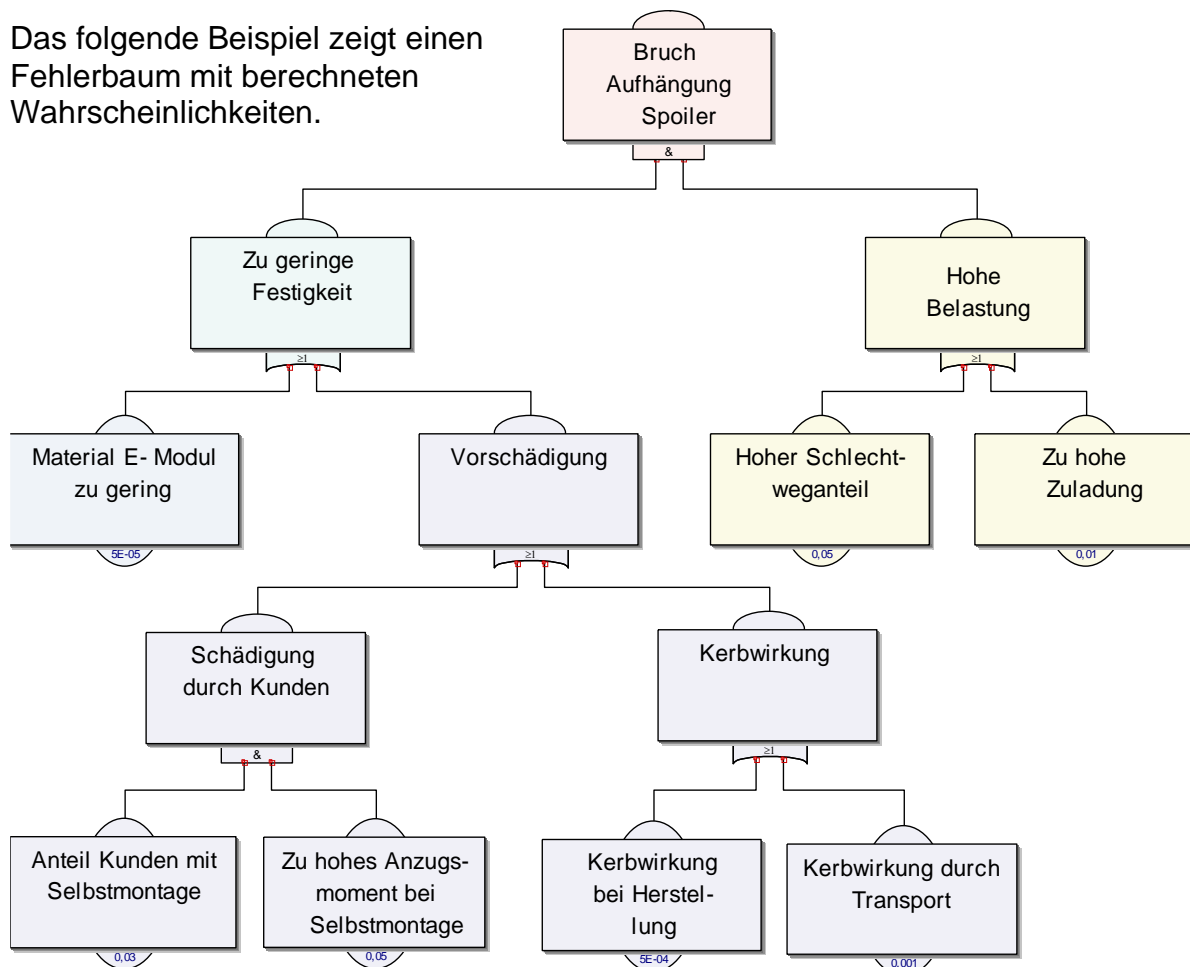 Das folgende Beispiel zeigt einen
Fehlerbaum mit berechneten
Wahrscheinlichkeiten.
Bruch
Aufhängung
Spoiler
&
Zu geringe
Festigkeit
≥1
Hohe
Belastung
≥1
Material E- Modul
zu gering
5E-05
Vorschädigung
≥1
Hoher Schlecht-
weganteil
0,05
Zu hohe
Zuladung
0,01
Schädigung
durch Kunden
&
Kerbwirkung
≥1
Anteil Kunden mit
Selbstmontage
0,03
Zu hohes Anzugs-
moment bei
Selbstmontage
0,05
Kerbwirkung
bei Herstel-
lung
5E-04
Kerbwirkung durch
Transport
0,001